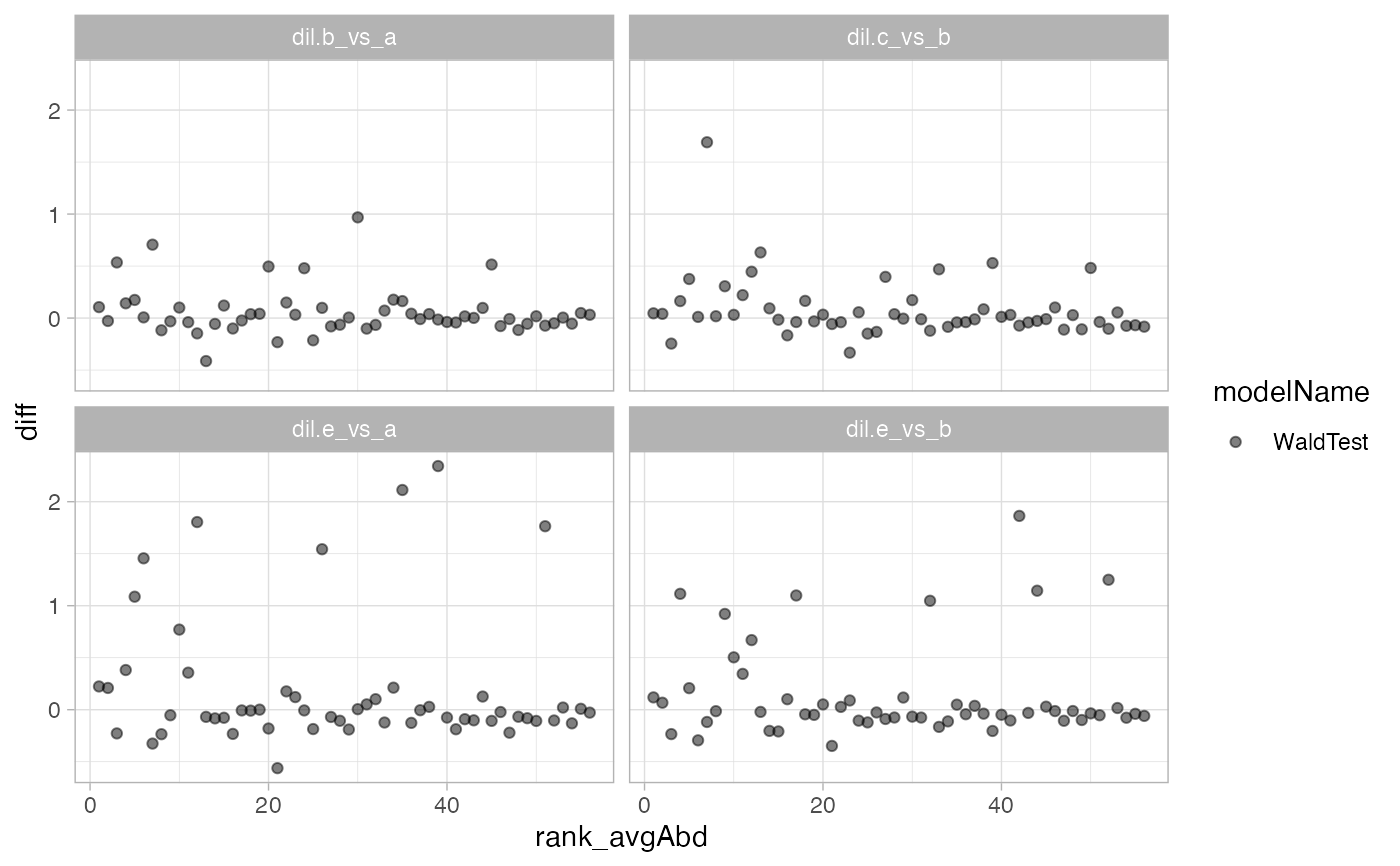 dil.b_vs_a
dil.c_vs_b
2
1
0
diff
dil.e_vs_a
dil.e_vs_b
2
1
0
0
20
40
0
20
40
rank_avgAbd
modelName
WaldTest